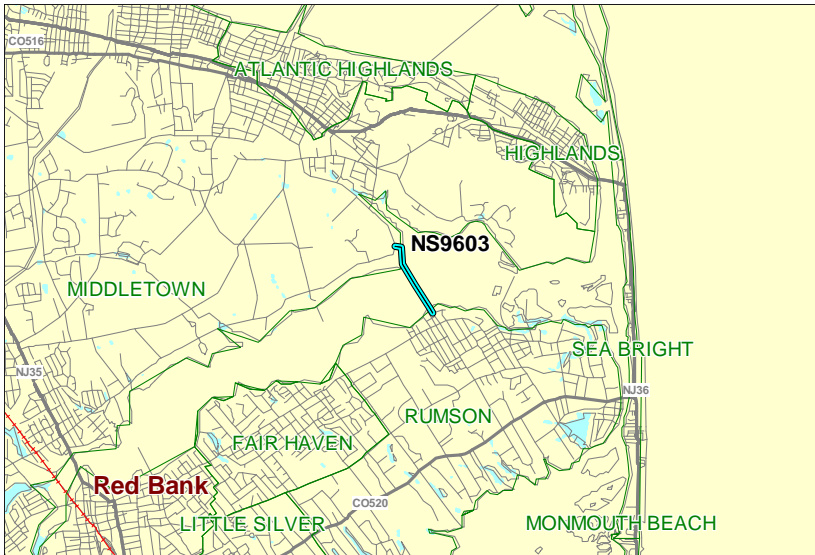 CO516
ATLANTIC HIGHLANDS
HIGHLANDS
NS9603
MIDDLETOWN
SEA BRIGHT
NJ35
NJ36
RUMSON
FAIR HAVEN
Red Bank
CO520
LITTLE SILVER
MONMOUTH BEACH